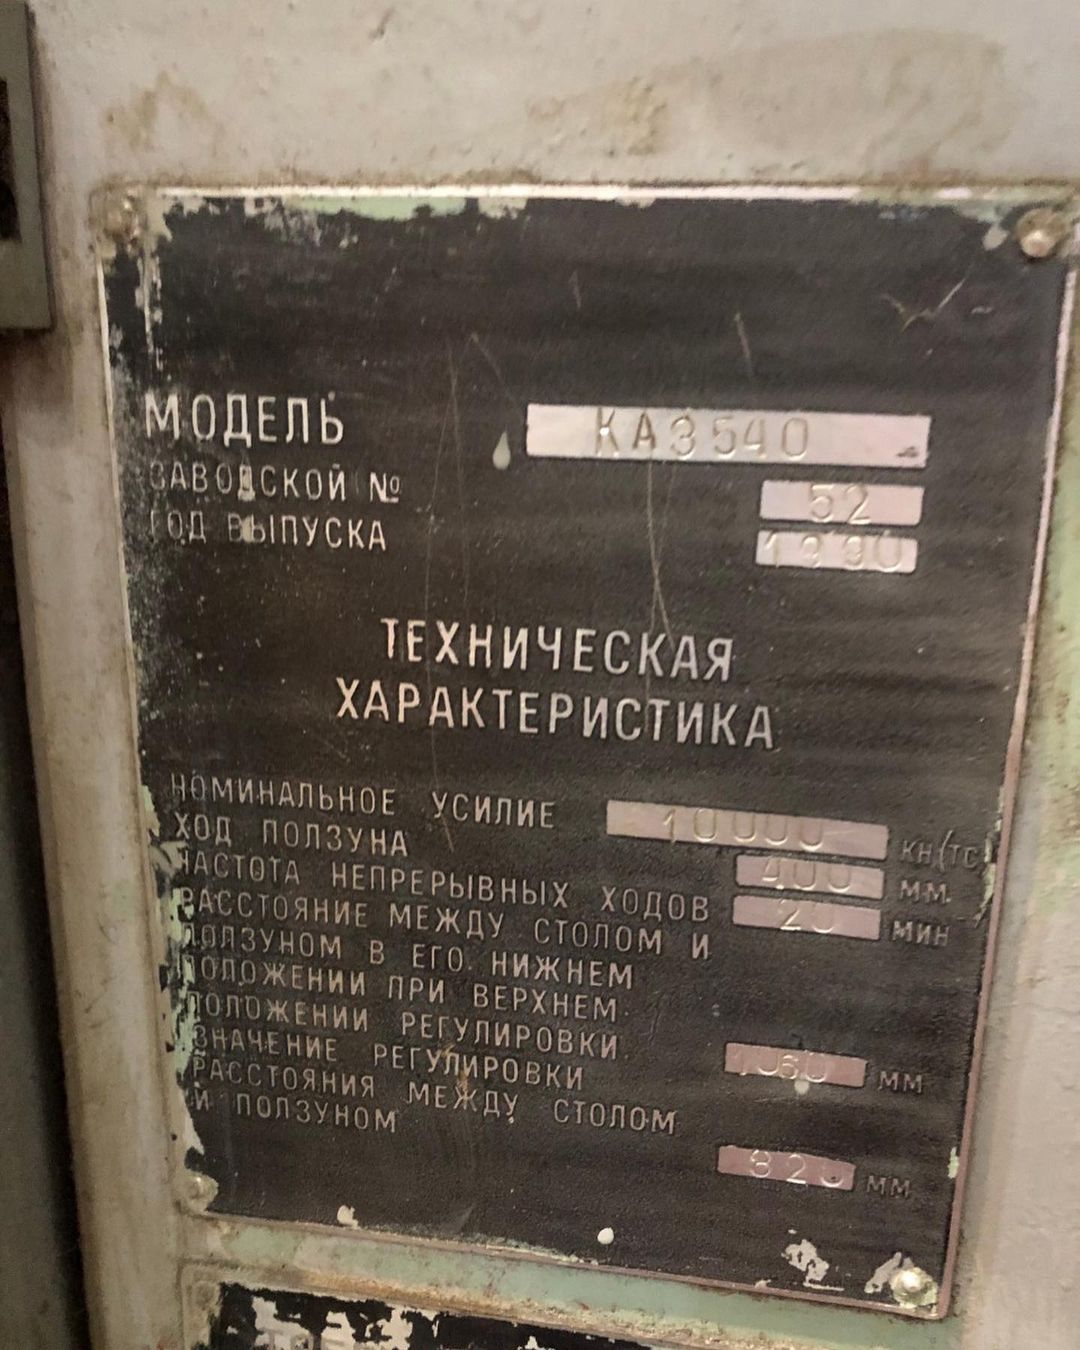 МОДЕЛЬ КА3540
ЗАВОДСКОЙ № 52
ГОД ВЫПУСКА 1990
ТЕХНИЧЕСКАЯ
ХАРАКТЕРИСТИКА
НОМИНАЛЬНОЕ УСИЛИЕ 10000 КН(ТС)
ХОД ПОЛЗУНА 400 ММ
ЧАСТОТА НЕПРЕРЫВНЫХ ХОДОВ 20 МИН
РАССТОЯНИЕ МЕЖДУ СТОЛОМ И
ПОЛЗУНОМ В ЕГО НИЖНЕМ
ПОЛОЖЕНИИ ПРИ ВЕРХНЕМ
ПОЛОЖЕНИИ РЕГУЛИРОВКИ ММ
ЗНАЧЕНИЕ РЕГУЛИРОВКИ
РАССТОЯНИЯ МЕЖДУ СТОЛОМ
И ПОЛЗУНОМ ММ